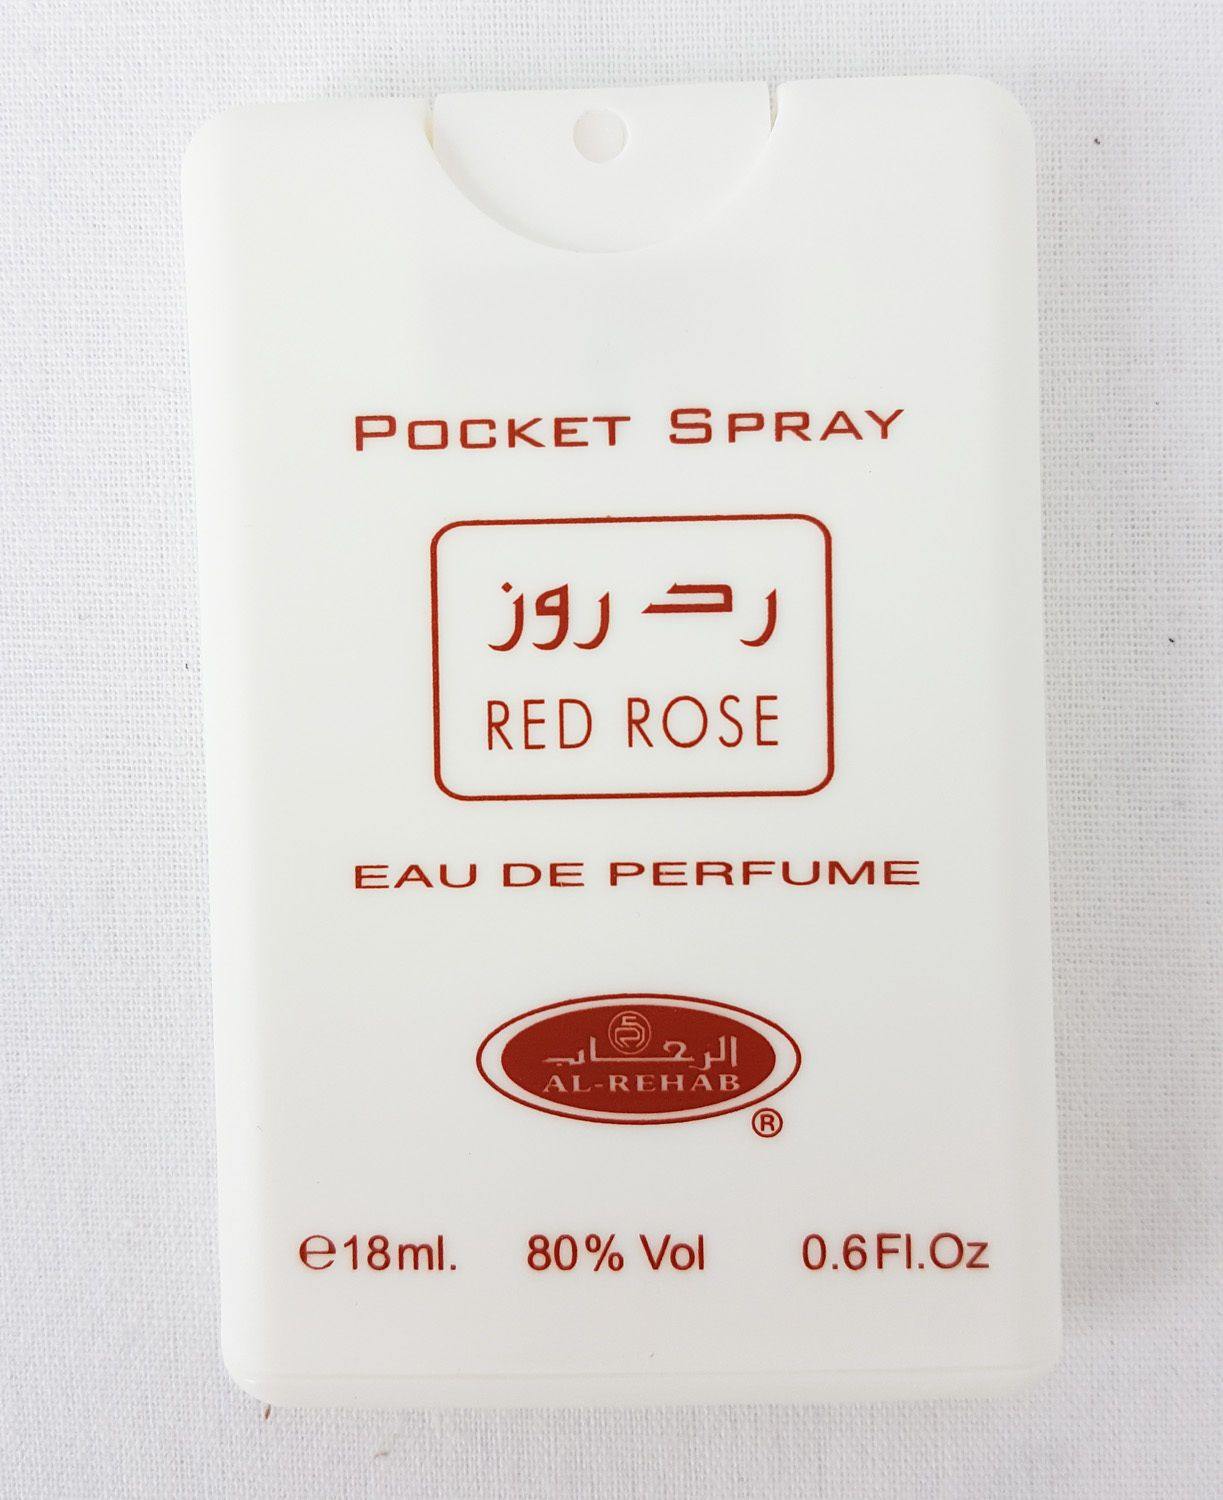 POCKET SPRAY
رد روز
RED ROSE
EAU DE PERFUME
الرحاب
AL-REHAB
®
℮18ml. 80% Vol 0.6Fl.Oz